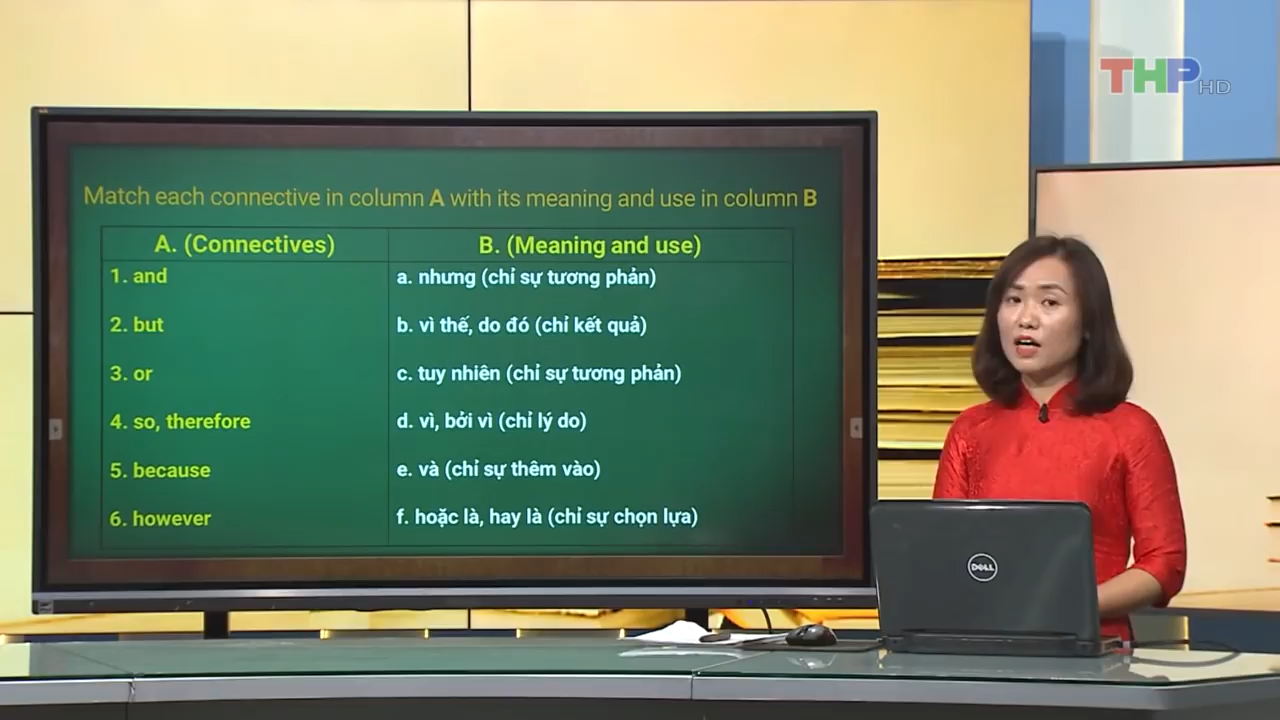 THP HD
Match each connective in column A with its meaning and use in column B
A. (Connectives) B. (Meaning and use)
1. and a. nhưng (chỉ sự tương phản)
2. but b. vì thế, do đó (chỉ kết quả)
3. or c. tuy nhiên (chỉ sự tương phản)
4. so, therefore d. vì, bởi vì (chỉ lý do)
5. because e. và (chỉ sự thêm vào)
6. however f. hoặc là, hay là (chỉ sự chọn lựa)
DELL